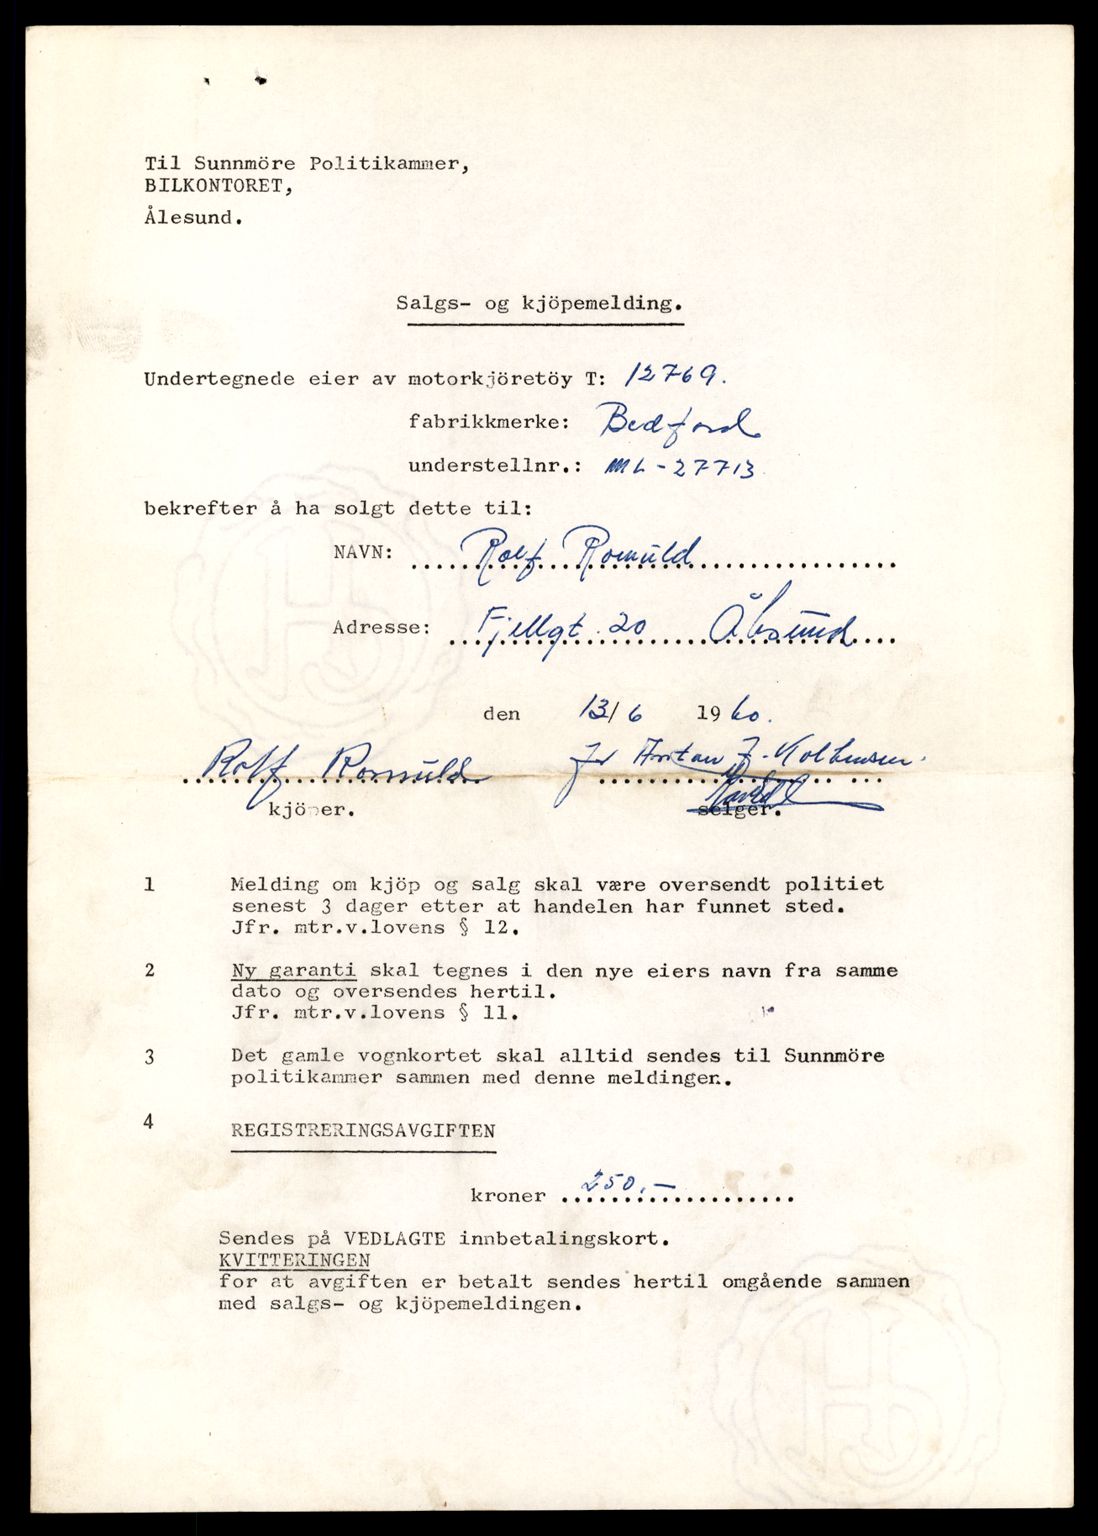 Til Sunnmöre Politikammer,
BILKONTORET,
Ålesund.
Salgs- og kjöpemelding.
Undertegnede eier av motorkjöretöy T: 12769.
fabrikkmerke: Bedford
understellnr.: ML-27713
bekrefter å ha solgt dette til:
NAVN: Rolf Romuld
Adresse: Fjellgt. 20 Ålesund
den 13/6 1960.
Rolf Romuld
kjöper.
selger.
1 Melding om kjöp og salg skal være oversendt politiet
senest 3 dager etter at handelen har funnet sted.
Jfr. mtr.v.lovens § 12.
2 Ny garanti skal tegnes i den nye eiers navn fra samme
dato og oversendes hertil.
Jfr. mtr.v.lovens § 11.
3 Det gamle vognkortet skal alltid sendes til Sunnmöre
politikammer sammen med denne meldingen.
4 REGISTRERINGSAVGIFTEN
kroner 250,-
Sendes på VEDLAGTE innbetalingskort.
KVITTERINGEN
for at avgiften er betalt sendes hertil omgående sammen
med salgs- og kjöpemeldingen.